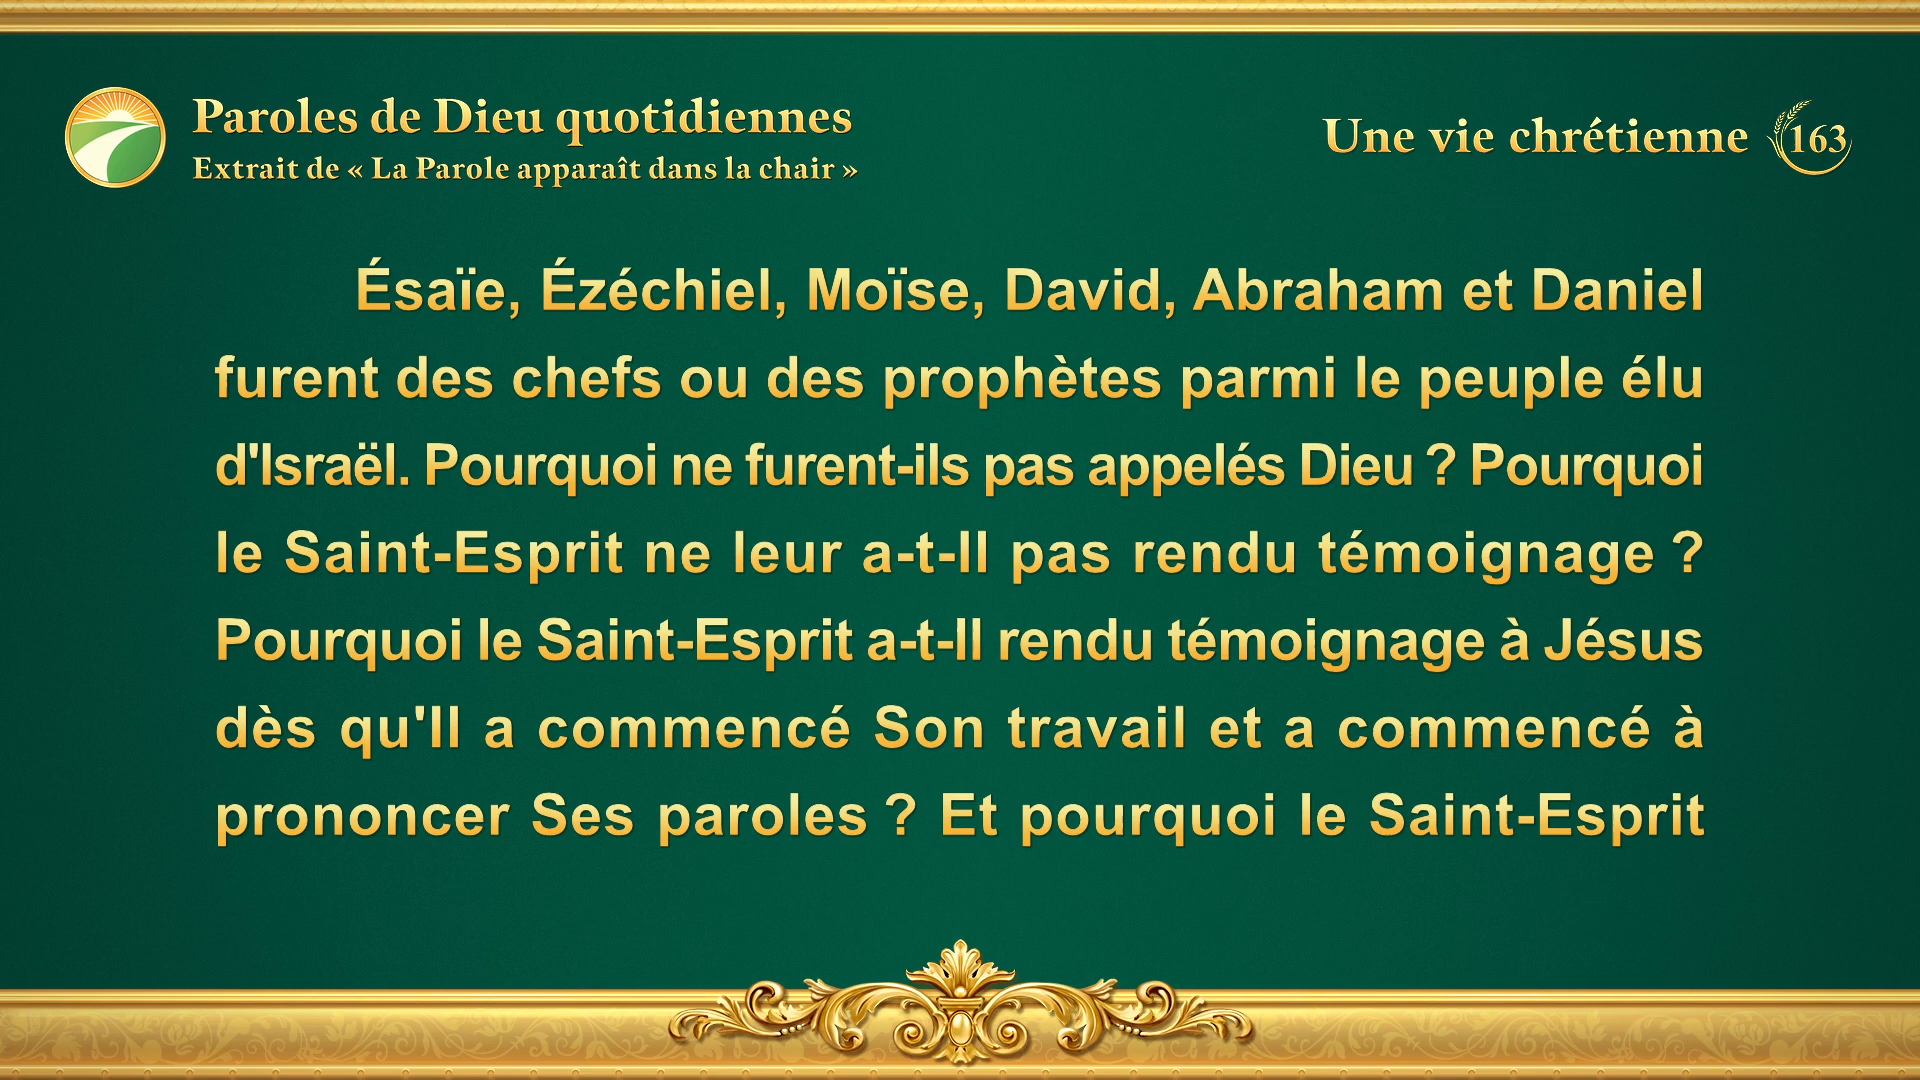 Paroles de Dieu quotidiennes
Extrait de « La Parole apparaît dans la chair »
Une vie chrétienne 163
Ésaïe, Ézéchiel, Moïse, David, Abraham et Daniel
furent des chefs ou des prophètes parmi le peuple élu
d'Israël. Pourquoi ne furent-ils pas appelés Dieu ? Pourquoi
le Saint-Esprit ne leur a-t-Il pas rendu témoignage ?
Pourquoi le Saint-Esprit a-t-Il rendu témoignage à Jésus
dès qu'Il a commencé Son travail et a commencé à
prononcer Ses paroles ? Et pourquoi le Saint-Esprit